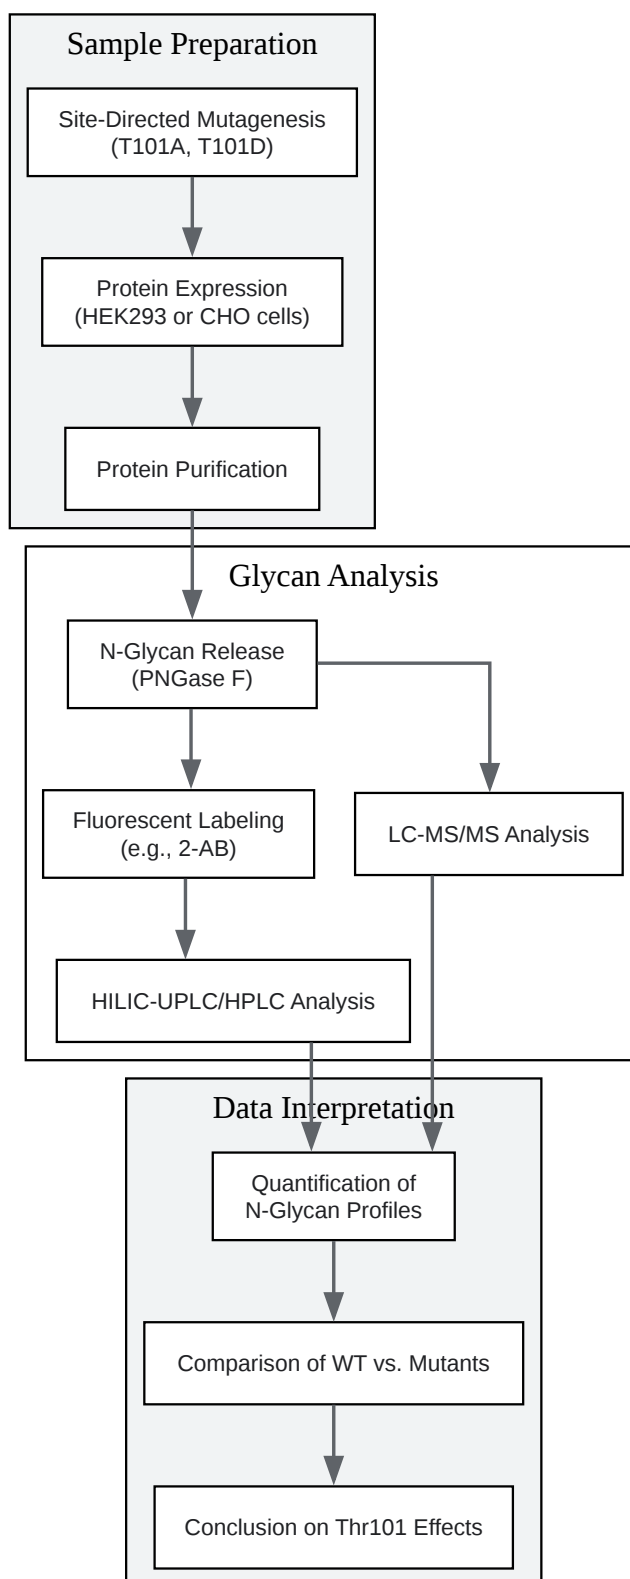 Sample Preparation
Site-Directed Mutagenesis
(T101A, T101D)
Protein Expression
(HEK293 or CHO cells)
Protein Purification
Glycan Analysis
N-Glycan Release
(PNGase F)
Fluorescent Labeling
(e.g., 2-AB)
LC-MS/MS Analysis
HILIC-UPLC/HPLC Analysis
Data Interpretation
Quantification of
N-Glycan Profiles
Comparison of WT vs. Mutants
Conclusion on Thr101 Effects